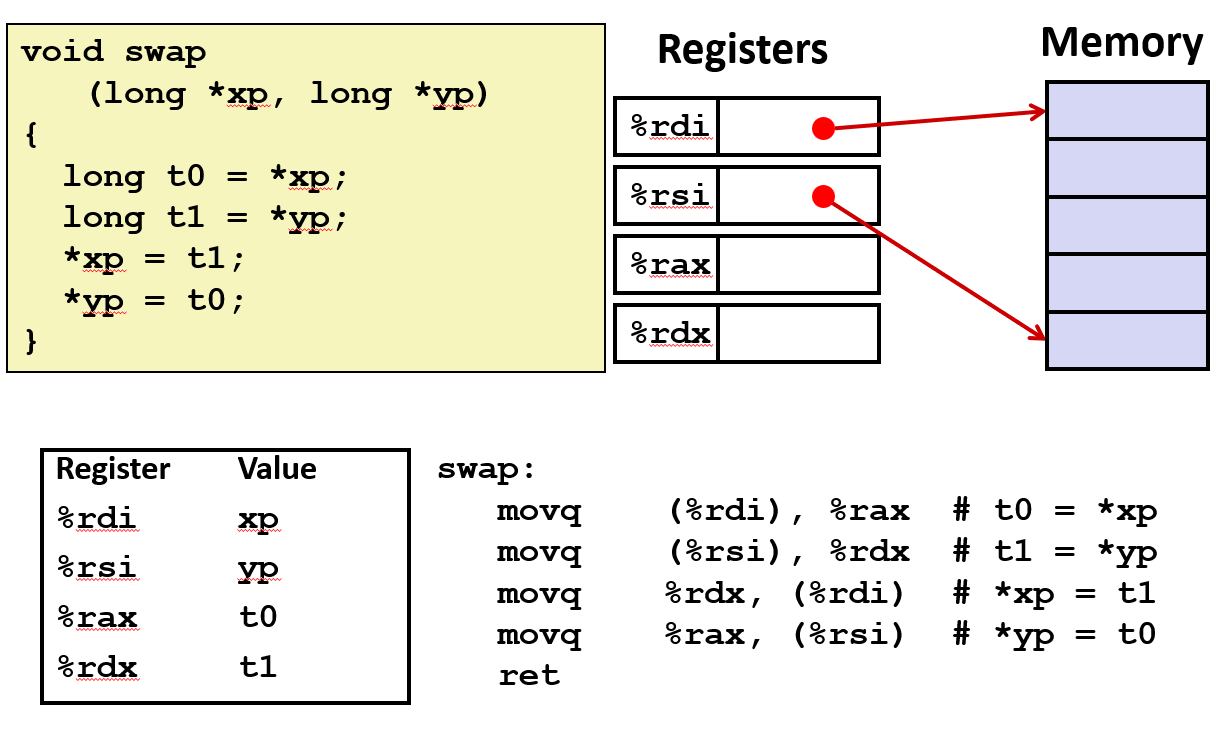 void swap
(long *xp, long *yp)
{
long t0 = *xp;
long t1 = *yp;
*xp = t1;
*yp = t0;
}
Registers
%rdi
%rsi
%rax
%rdx
Memory
Register Value
%rdi xp
%rsi yp
%rax t0
%rdx t1
swap:
movq (%rdi), %rax # t0 = *xp
movq (%rsi), %rdx # t1 = *yp
movq %rdx, (%rdi) # *xp = t1
movq %rax, (%rsi) # *yp = t0
ret